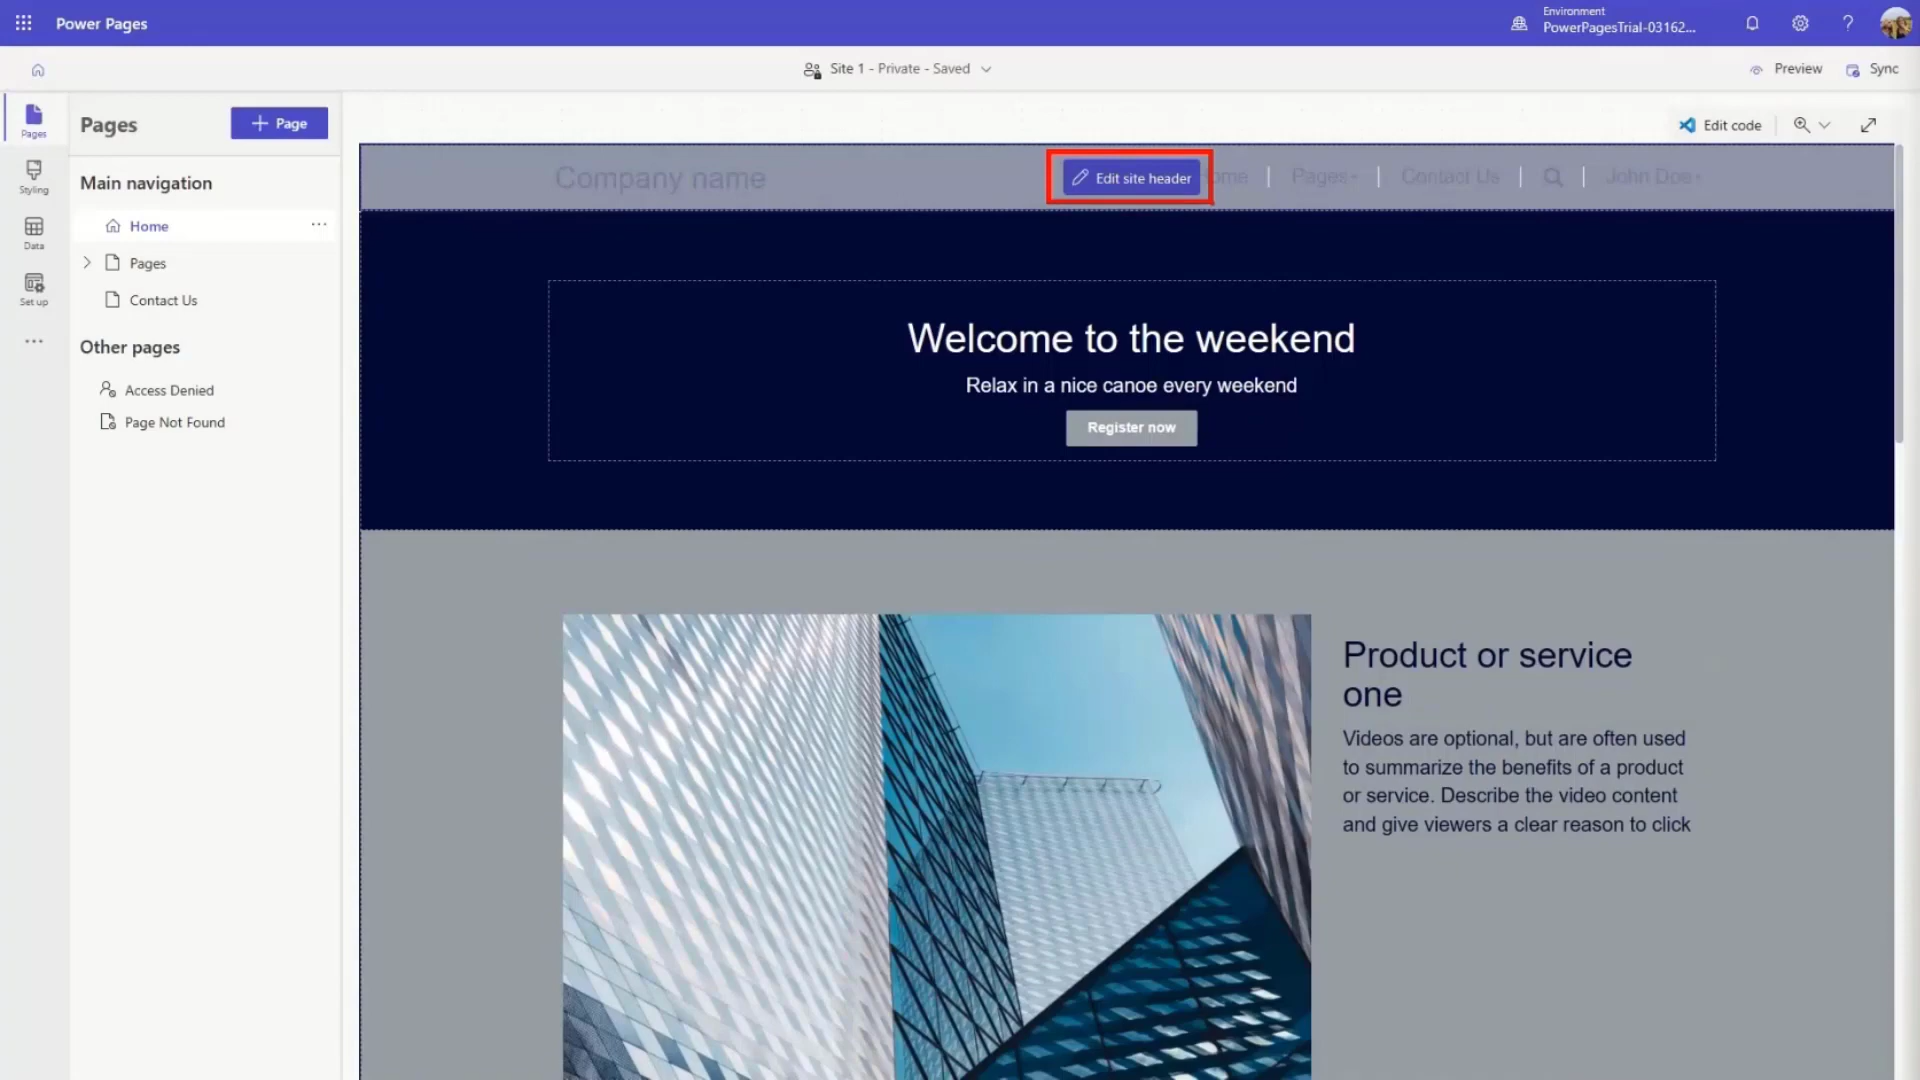 Power Pages
Environment
PowerPagesTrial-03162...
Site 1 - Private - Saved
Preview
Sync
Pages
Styling
Data
Set up
Pages
+ Page
Main navigation
Home
Pages
Contact Us
Other pages
Access Denied
Page Not Found
Edit code
Company name
Edit site header
Home
Pages
Contact Us
John Doe
Welcome to the weekend
Relax in a nice canoe every weekend
Register now
Product or service
one
Videos are optional, but are often used
to summarize the benefits of a product
or service. Describe the video content
and give viewers a clear reason to click